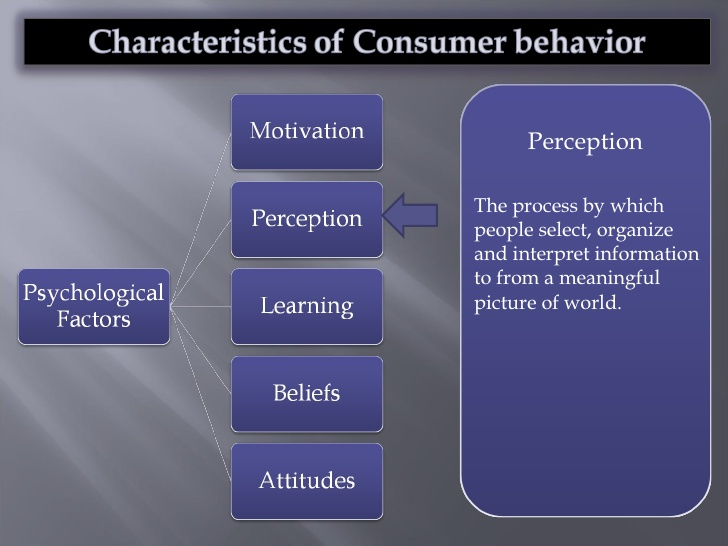 Characteristics of Consumer behavior
Psychological
Factors
Motivation
Perception
Learning
Beliefs
Attitudes
Perception
The process by which
people select, organize
and interpret information
to from a meaningful
picture of world.